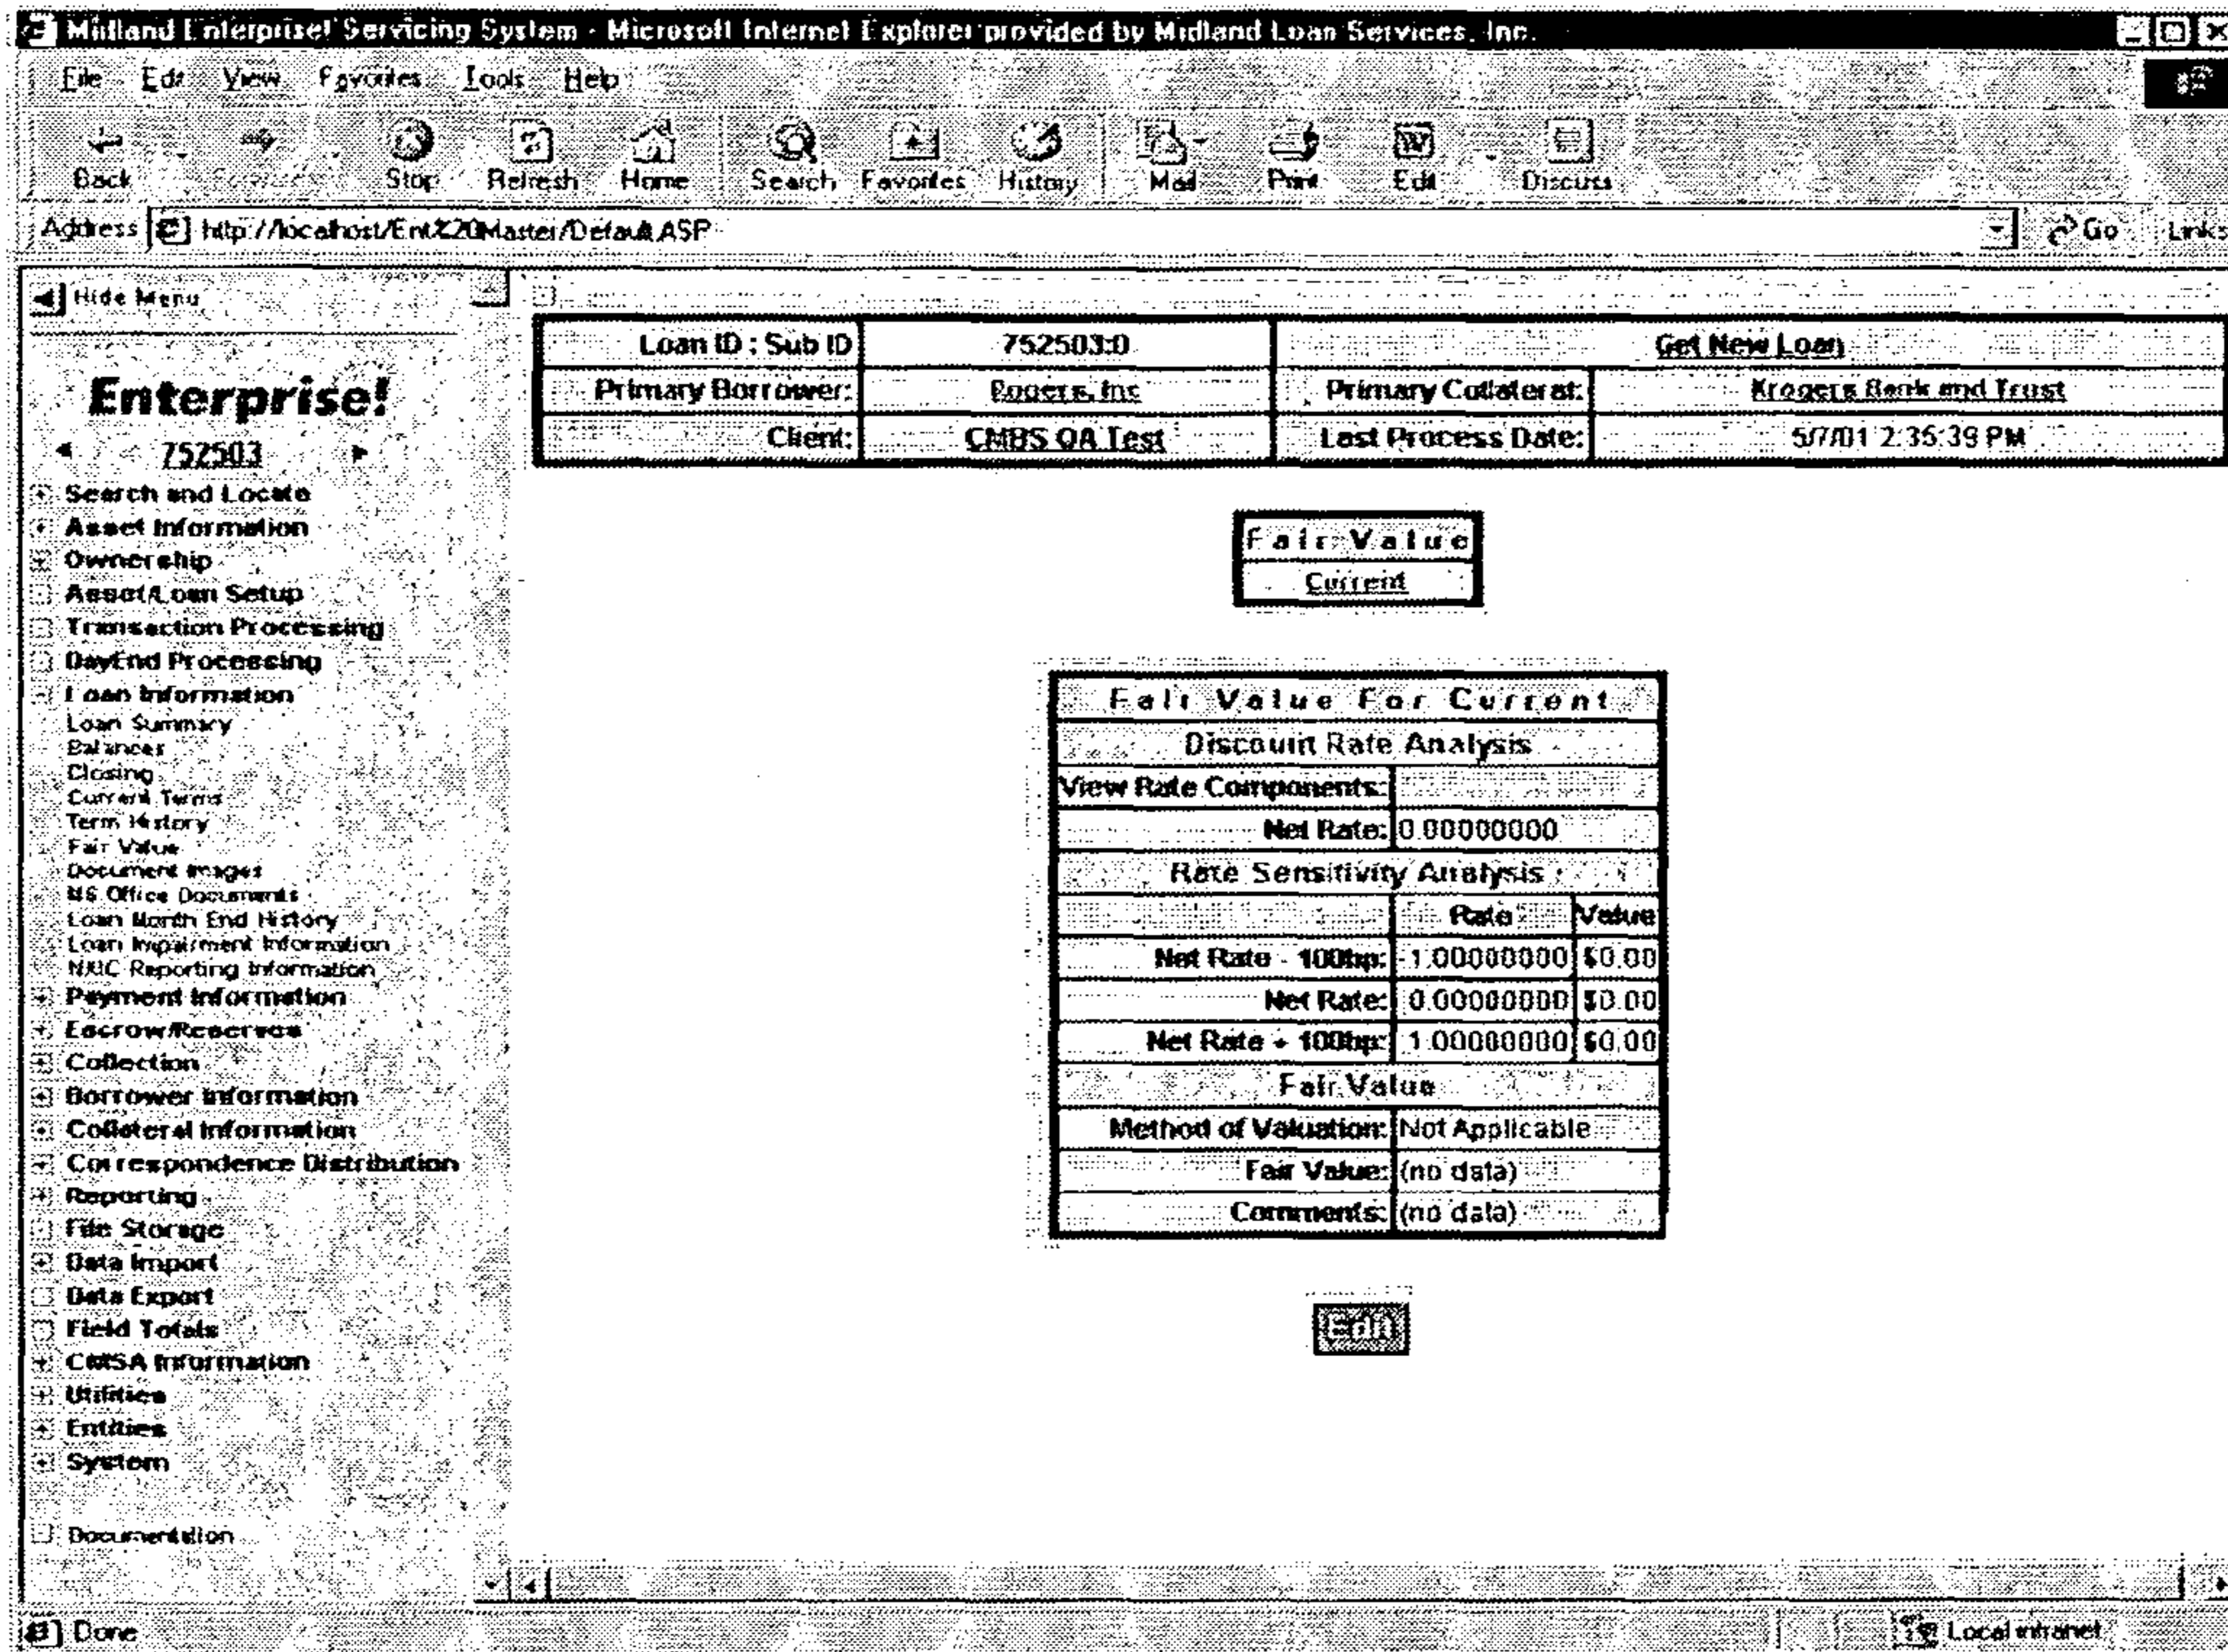 Midland Enterprise! Servicing System - Microsoft Internet Explorer provided by Midland Loan Services, Inc.
File Edit View Favorites Tools Help
Back Stop Refresh Home Search Favorites History Mail Print Edit Discuss
Address http://localhost/Ent%20Master/Default.ASP Go Links
Hide Menu
Enterprise!
752503
Search and Locate
Asset Information
Ownership
Asset/Loan Setup
Transaction Processing
DayEnd Processing
Loan Information
Loan Summary
Balances
Closing
Current Terms
Term History
Fair Value
Document Images
MS Office Documents
Loan Month End History
Loan Impairment Information
Reporting Information
Payment Information
Escrow/Reserves
Collection
Borrower Information
Collateral Information
Correspondence Distribution
Reporting
File Storage
Data Import
Data Export
Field Totals
CMSA Information
Utilities
Entities
System
Documentation
Loan ID : Sub ID 752503:0 Get New Loan
Primary Borrower: Rogers, Inc Primary Collateral: Krogers Bank and Trust
Client: CMBS QA Test Last Process Date: 5/7/01 2:35:39 PM
Fair Value
Current
Fair Value For Current
Discount Rate Analysis
View Rate Components:
Net Rate: 0.00000000
Rate Sensitivity Analysis
Rate Value
Net Rate - 100bp: -1.00000000 $0.00
Net Rate: 0.00000000 $0.00
Net Rate + 100bp: 1.00000000 $0.00
Fair Value
Method of Valuation: Not Applicable
Fair Value: (no data)
Comments: (no data)
Edit
Done Local intranet